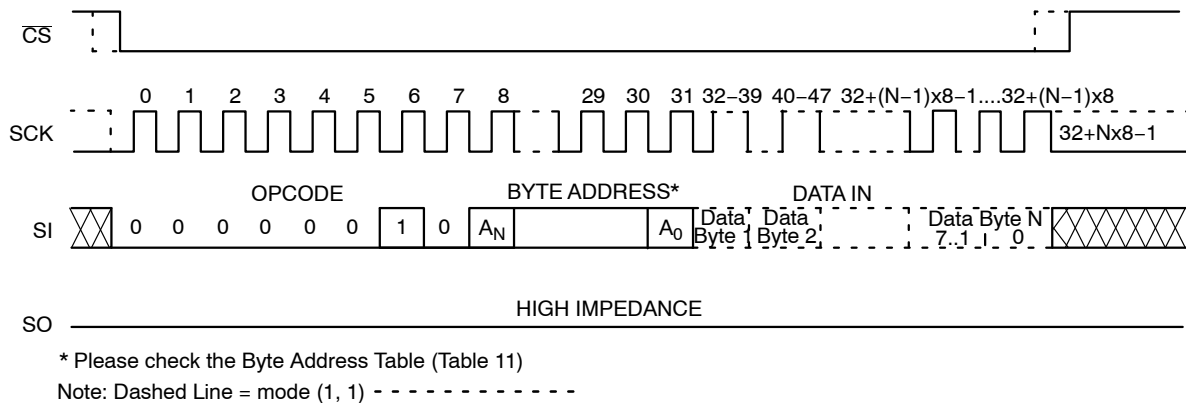 CS
0 1 2 3 4 5 6 7 8 29 30 31 32–39 40–47 32+(N–1)x8–1....32+(N–1)x8
SCK
32+Nx8–1
OPCODE BYTE ADDRESS* DATA IN
SI 0 0 0 0 0 0 1 0 AN A0 Data Byte 1 Data Byte 2 Data Byte N 7..1 0
HIGH IMPEDANCE
SO
* Please check the Byte Address Table (Table 11)
Note: Dashed Line = mode (1, 1) - - - - - - - - - - - -